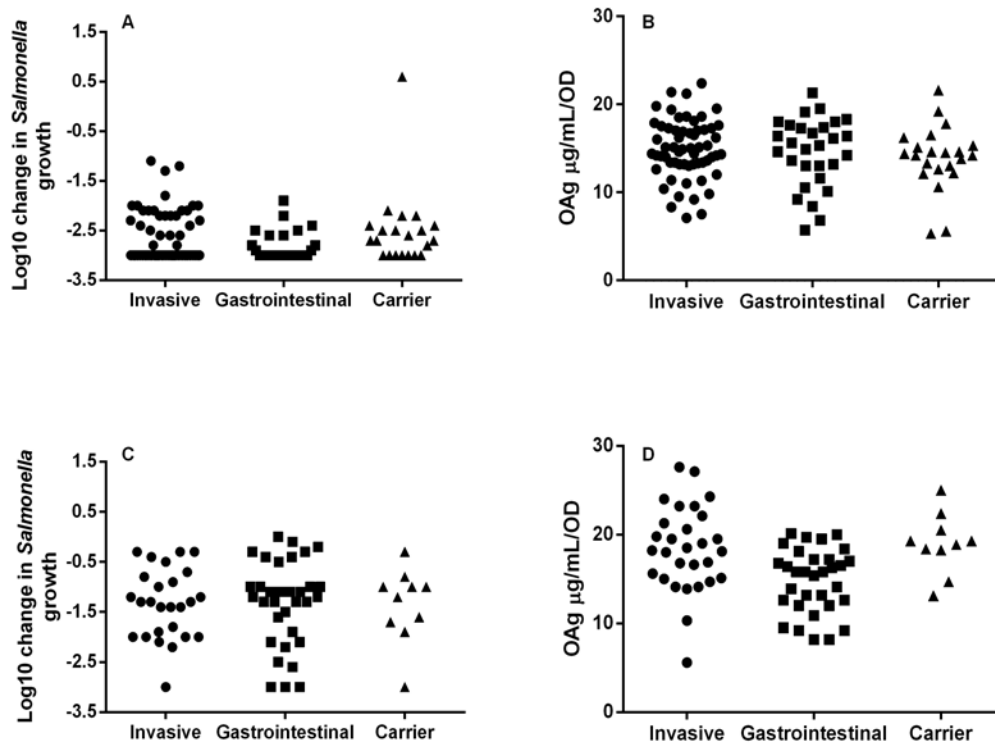 A
Log10 change in Salmonella
growth
1.5
0.5
-0.5
-1.5
-2.5
-3.5
Invasive Gastrointestinal Carrier
B
OAg µg/mL/OD
30
20
10
0
Invasive Gastrointestinal Carrier
C
Log10 change in Salmonella
growth
1.5
0.5
-0.5
-1.5
-2.5
-3.5
Invasive Gastrointestinal Carrier
D
OAg µg/mL/OD
30
20
10
0
Invasive Gastrointestinal Carrier